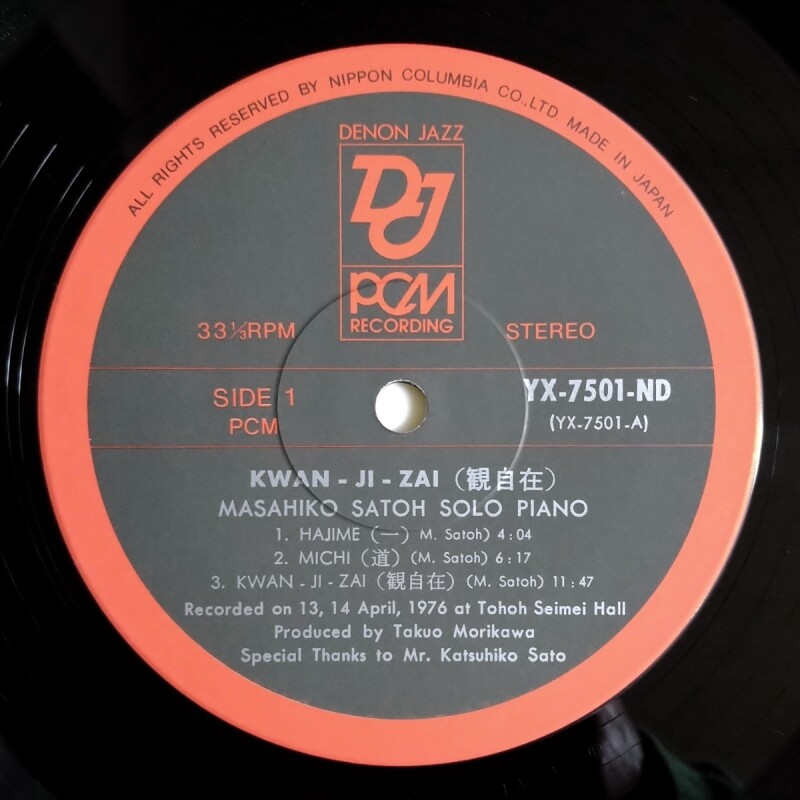 ALL RIGHTS RESERVED BY NIPPON COLUMBIA CO.,LTD. MADE IN JAPAN
DENON JAZZ
DJ
PCM
RECORDING
33⅓RPM
STEREO
SIDE 1
PCM
YX-7501-ND
(YX-7501-A)
KWAN - JI - ZAI (観自在)
MASAHIKO SATOH SOLO PIANO
1. HAJIME (一) (M. Satoh) 4:04
2. MICHI (道) (M. Satoh) 6:17
3. KWAN - JI - ZAI (観自在) (M. Satoh) 11:47
Recorded on 13, 14 April, 1976 at Tohoh Seimei Hall
Produced by Takuo Morikawa
Special Thanks to Mr. Katsuhiko Sato